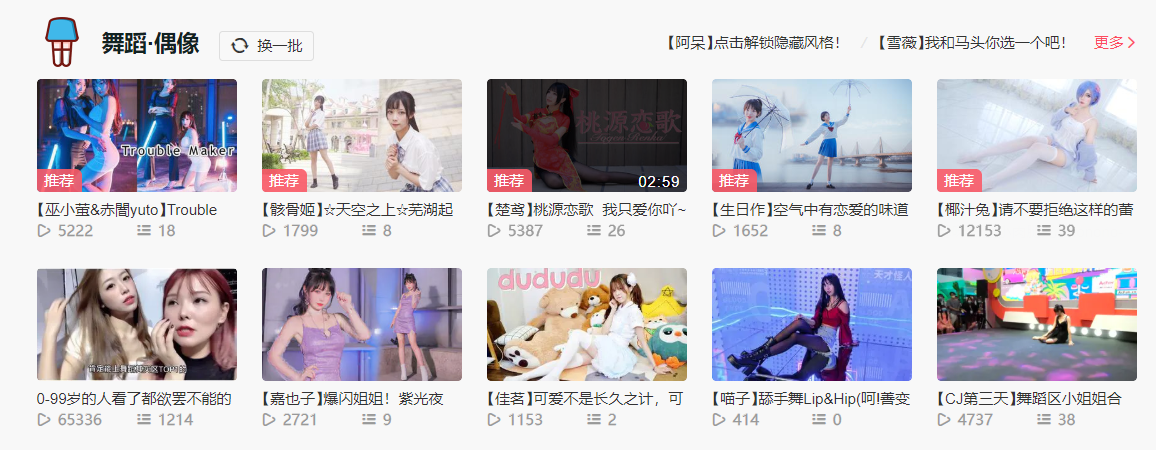 舞蹈·偶像
换一批
【阿呆】点击解锁隐藏风格!
/
【雪薇】我和马头你选一个吧!
更多
Trouble Maker
推荐
推荐
桃源恋歌
推荐
02:59
推荐
推荐
【巫小萤&赤闇yuto】Trouble
5222
18
【骸骨姬】☆天空之上☆芜湖起
1799
8
【楚鸢】桃源恋歌 我只爱你吖~
5387
26
【生日作】空气中有恋爱的味道
1652
8
【椰汁兔】请不要拒绝这样的蕾
12153
39
dududu
0-99岁的人看了都欲罢不能的
65336
1214
【嘉也子】爆闪姐姐!紫光夜
2721
9
【佳茗】可爱不是长久之计,可
1153
2
【喵子】舔手舞Lip&Hip(呵!善变
414
0
【CJ第三天】舞蹈区小姐姐合
4737
38